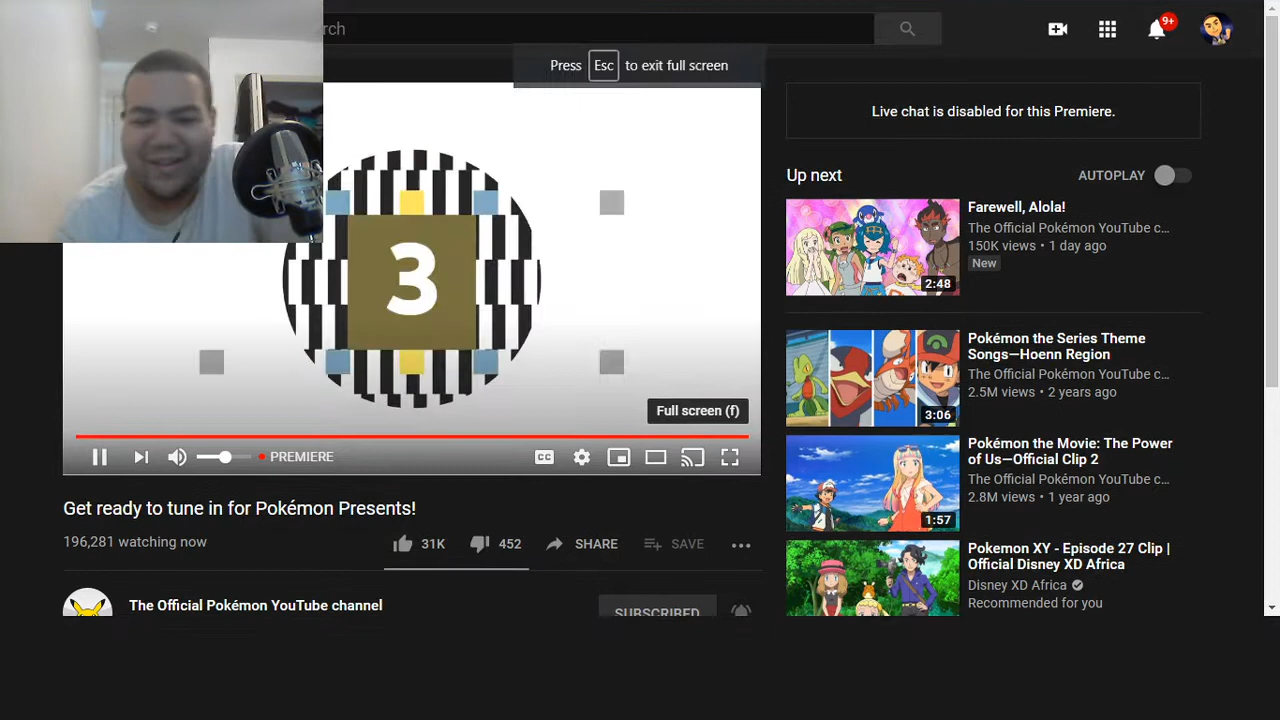 rch
9+
Press Esc to exit full screen
3
Full screen (f)
PREMIERE
CC
Get ready to tune in for Pokémon Presents!
196,281 watching now
31K
452
SHARE
SAVE
The Official Pokémon YouTube channel
SUBSCRIBED
Live chat is disabled for this Premiere.
Up next
AUTOPLAY
Farewell, Alola!
The Official Pokémon YouTube c...
150K views • 1 day ago
New
2:48
Pokémon the Series Theme
Songs—Hoenn Region
The Official Pokémon YouTube c...
2.5M views • 2 years ago
3:06
Pokémon the Movie: The Power
of Us—Official Clip 2
The Official Pokémon YouTube c...
2.8M views • 1 year ago
1:57
Pokemon XY - Episode 27 Clip |
Official Disney XD Africa
Disney XD Africa
Recommended for you